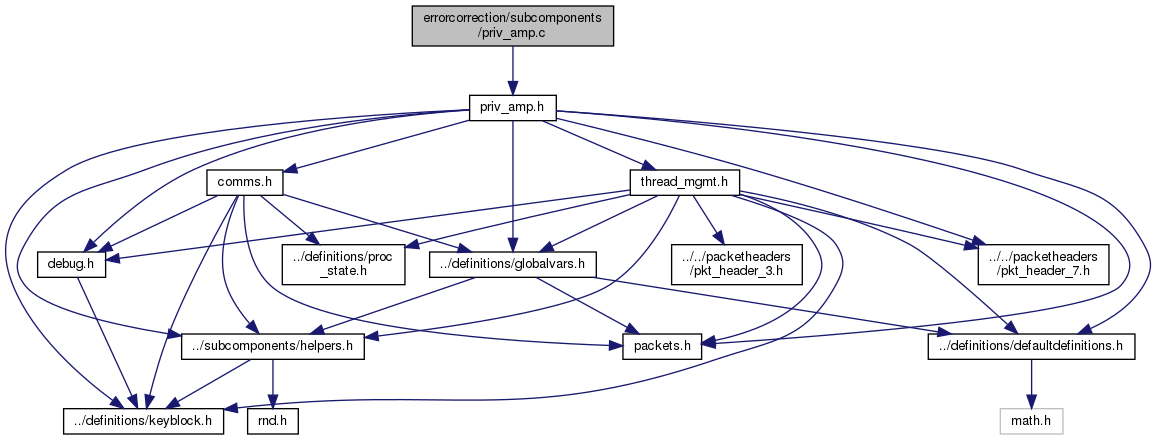 errorcorrection/subcomponents
/priv_amp.c
priv_amp.h
comms.h
thread_mgmt.h
debug.h
../definitions/proc
_state.h
../definitions/globalvars.h
../../packetheaders
/pkt_header_3.h
../../packetheaders
/pkt_header_7.h
../subcomponents/helpers.h
packets.h
../definitions/defaultdefinitions.h
../definitions/keyblock.h
rnd.h
math.h